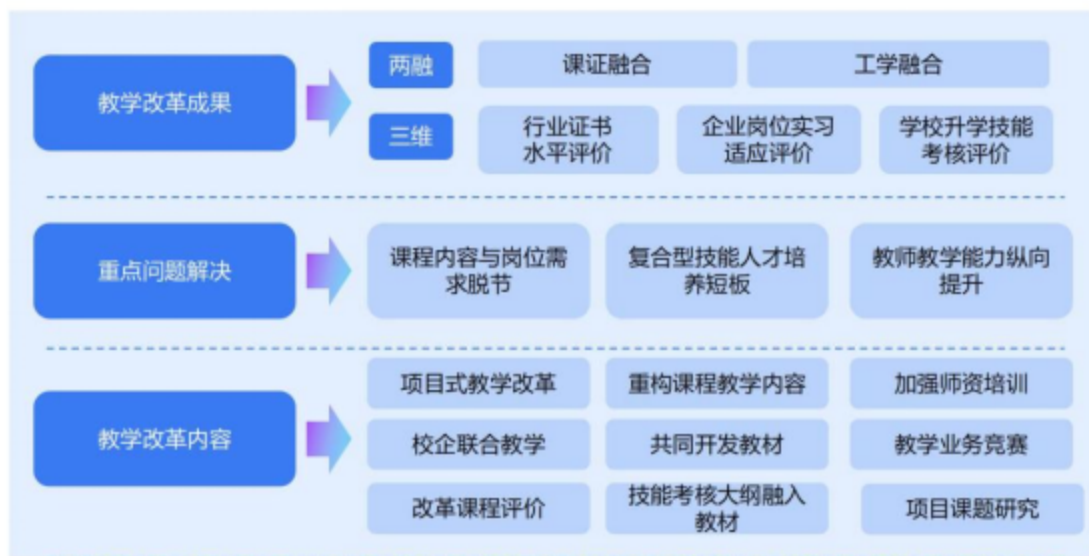 教学改革成果
两融
课证融合
工学融合
三维
行业证书
水平评价
企业岗位实习
适应评价
学校升学技能
考核评价
重点问题解决
课程内容与岗位需
求脱节
复合型技能人才培
养短板
教师教学能力纵向
提升
教学改革内容
项目式教学改革
重构课程教学内容
加强师资培训
校企联合教学
共同开发教材
教学业务竞赛
改革课程评价
技能考核大纲融入
教材
项目课题研究